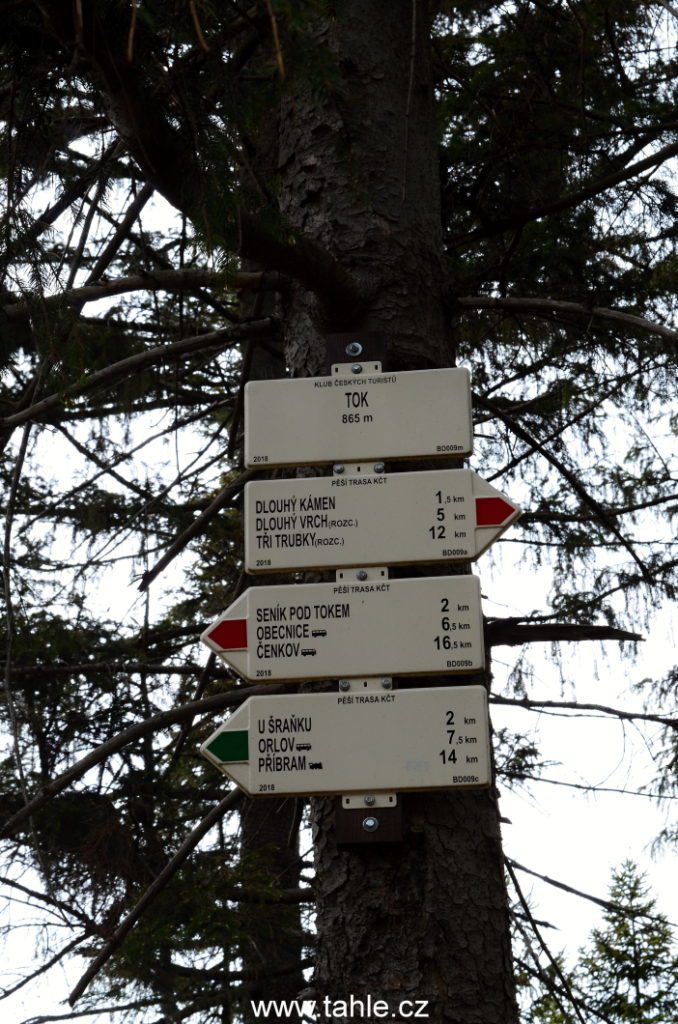 KLUB ČESKÝCH TURISTŮ
TOK
865 m
2018 BD009m
PĚŠÍ TRASA KČT
DLOUHÝ KÁMEN 1,5 km
DLOUHÝ VRCH (ROZC.) 5 km
TŘI TRUBKY (ROZC.) 12 km
2018 BD009a
PĚŠÍ TRASA KČT
SENÍK POD TOKEM 2 km
OBECNICE 6,5 km
ČENKOV 16,5 km
2018 BD009b
PĚŠÍ TRASA KČT
U ŠRAŇKU 2 km
ORLOV 7,5 km
PŘÍBRAM 14 km
2018 BD009c
www.tahle.cz